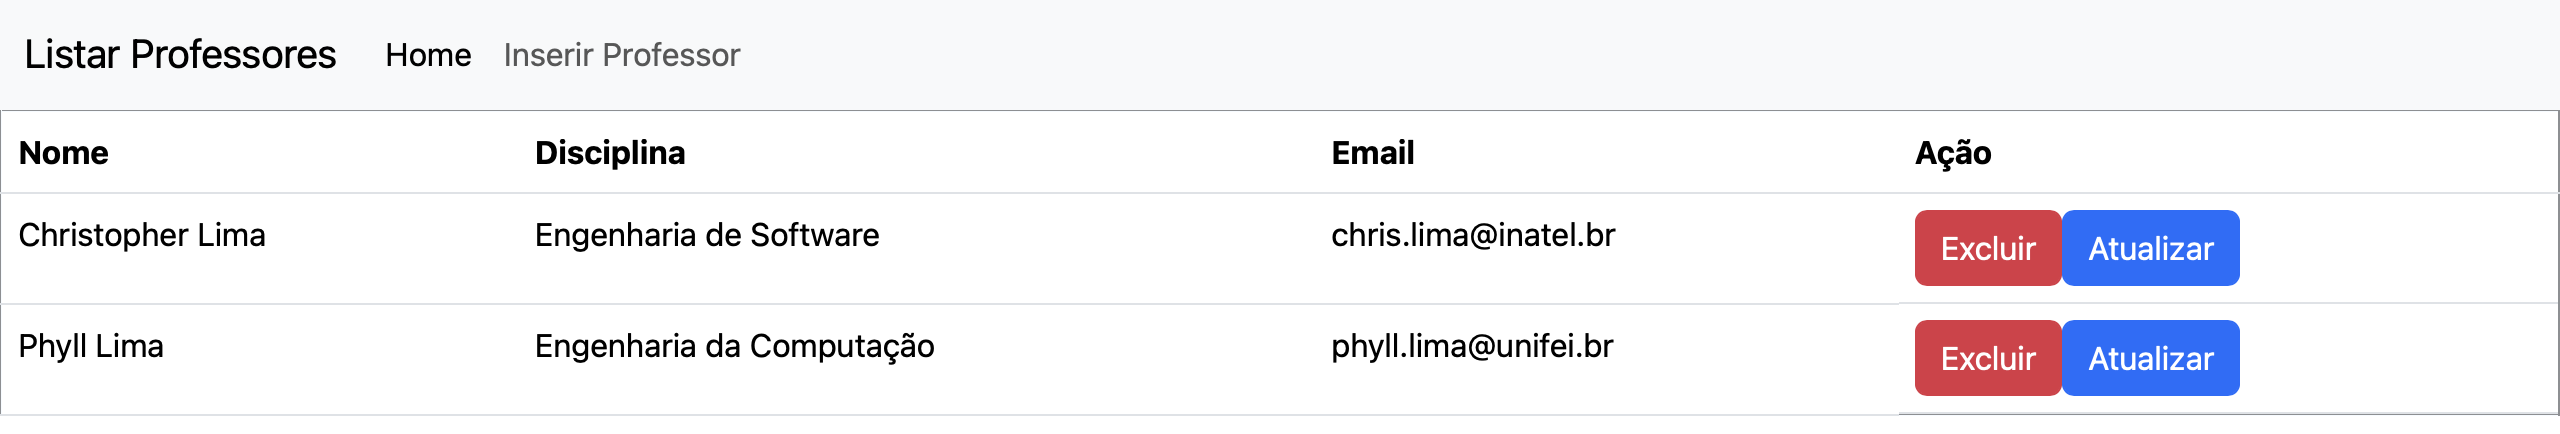 Listar Professores Home Inserir Professor
Nome Disciplina Email Ação
Christopher Lima Engenharia de Software chris.lima@inatel.br Excluir Atualizar
Phyll Lima Engenharia da Computação phyll.lima@unifei.br Excluir Atualizar